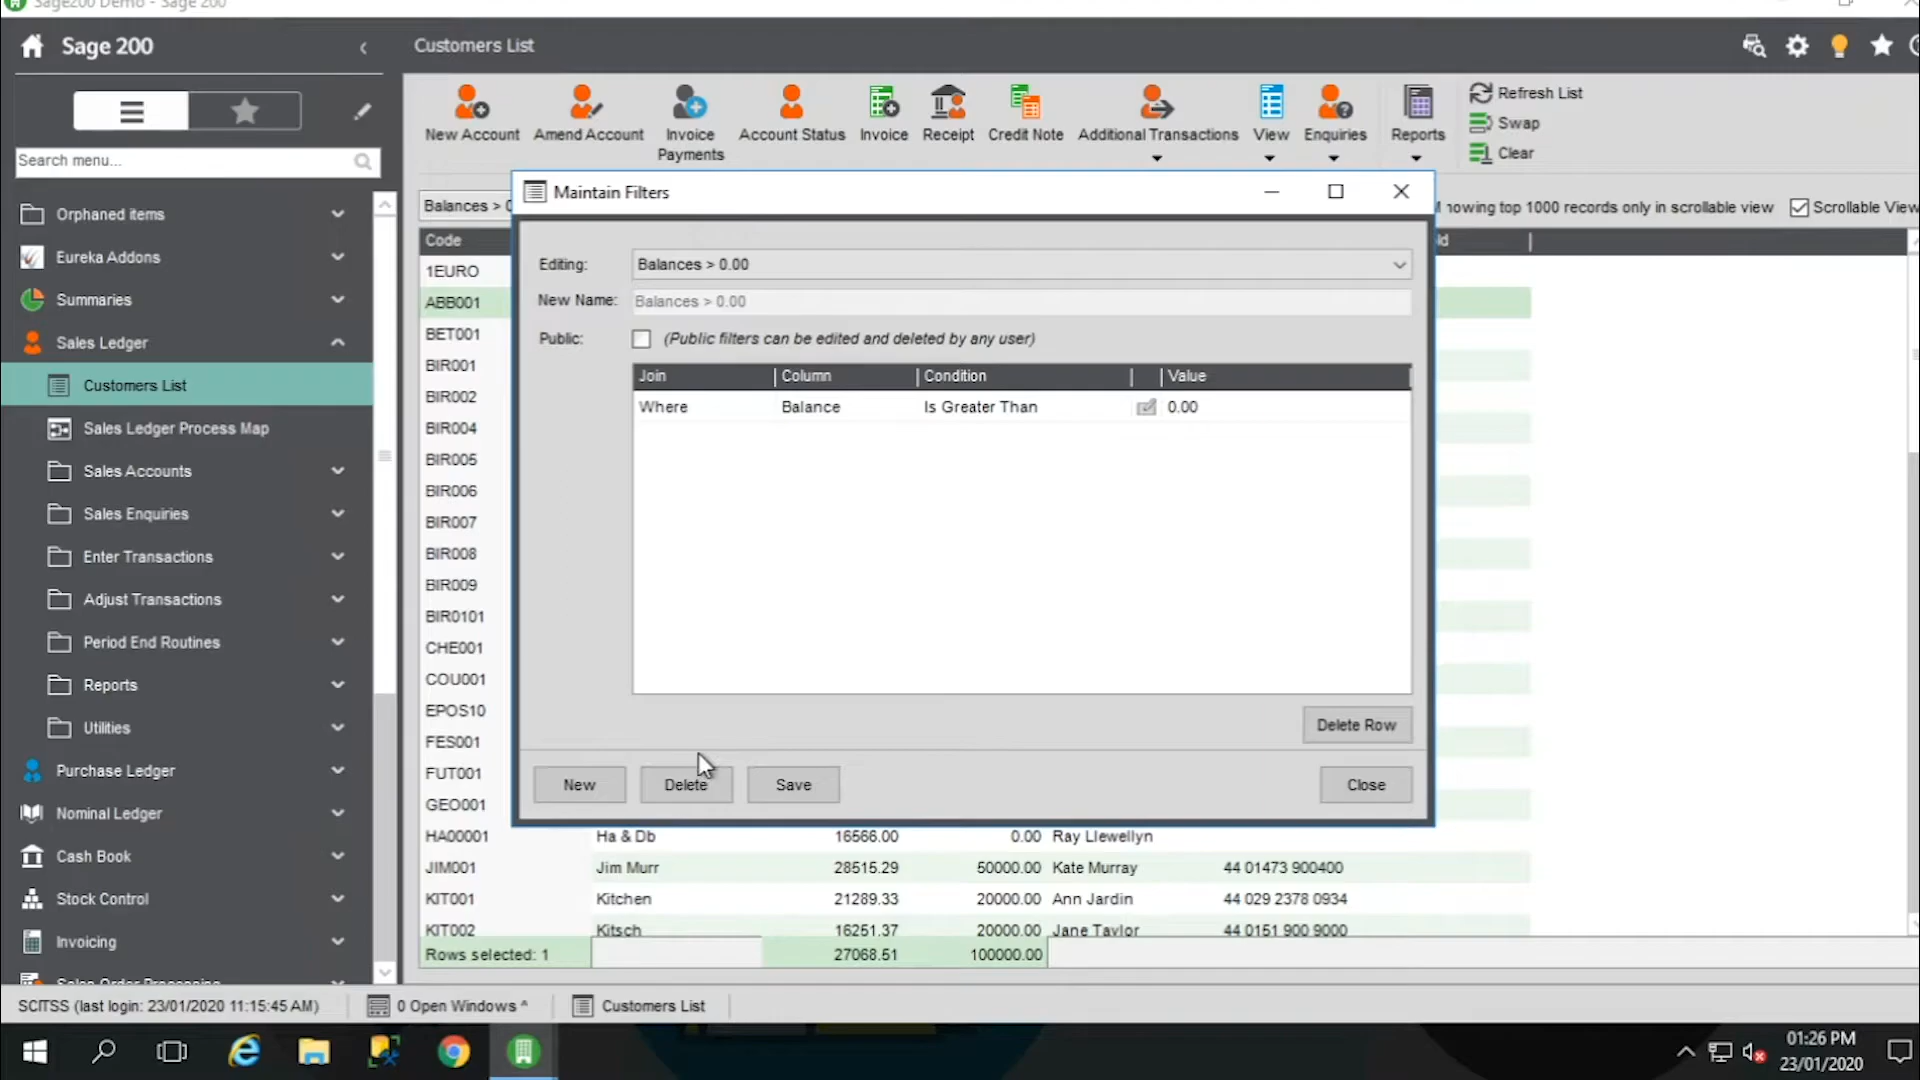 Sage200 Demo - Sage 200
Sage 200
Customers List
New Account
Amend Account
Invoice
Payments
Account Status
Invoice
Receipt
Credit Note
Additional Transactions
View
Enquiries
Reports
Refresh List
Swap
Clear
Search menu...
Orphaned items
Eureka Addons
Summaries
Sales Ledger
Customers List
Sales Ledger Process Map
Sales Accounts
Sales Enquiries
Enter Transactions
Adjust Transactions
Period End Routines
Reports
Utilities
Purchase Ledger
Nominal Ledger
Cash Book
Stock Control
Invoicing
Sales Order Processing
Balances > 0
howing top 1000 records only in scrollable view
Scrollable View
Code
1EURO
ABB001
BET001
BIR001
BIR002
BIR004
BIR005
BIR006
BIR007
BIR008
BIR009
BIR0101
CHE001
COU001
EPOS10
FES001
FUT001
GEO001
HA00001 Ha & Db 16566.00 0.00 Ray Llewellyn
JIM001 Jim Murr 28515.29 50000.00 Kate Murray 44 01473 900400
KIT001 Kitchen 21289.33 20000.00 Ann Jardin 44 029 2378 0934
KIT002 Kitsch 16251.37 20000.00 Jane Taylor 44 0151 900 9000
Rows selected: 1 27068.51 100000.00
Maintain Filters
Editing: Balances > 0.00
New Name: Balances > 0.00
Public: (Public filters can be edited and deleted by any user)
Join Column Condition Value
Where Balance Is Greater Than 0.00
Delete Row
New Delete Save Close
SCITSS (last login: 23/01/2020 11:15:45 AM)
0 Open Windows ^
Customers List
01:26 PM
23/01/2020